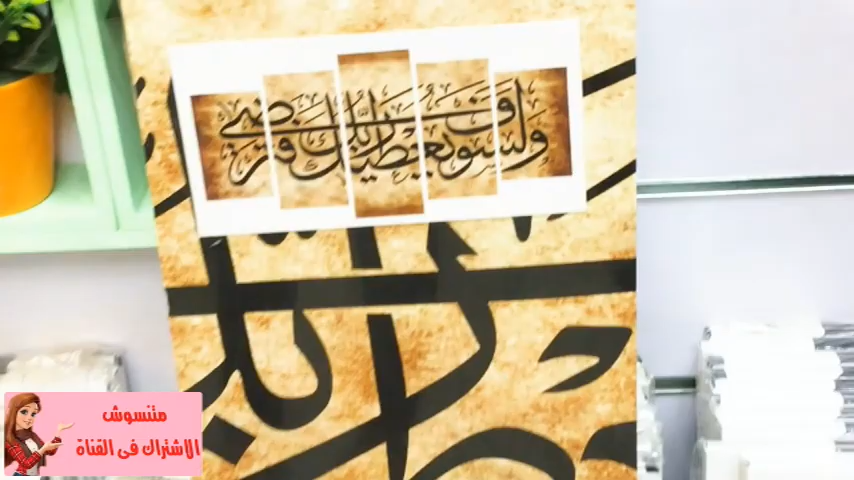 ولسوف يعطيك ربك فترضى
متنسوش
الاشتراك فى القناة